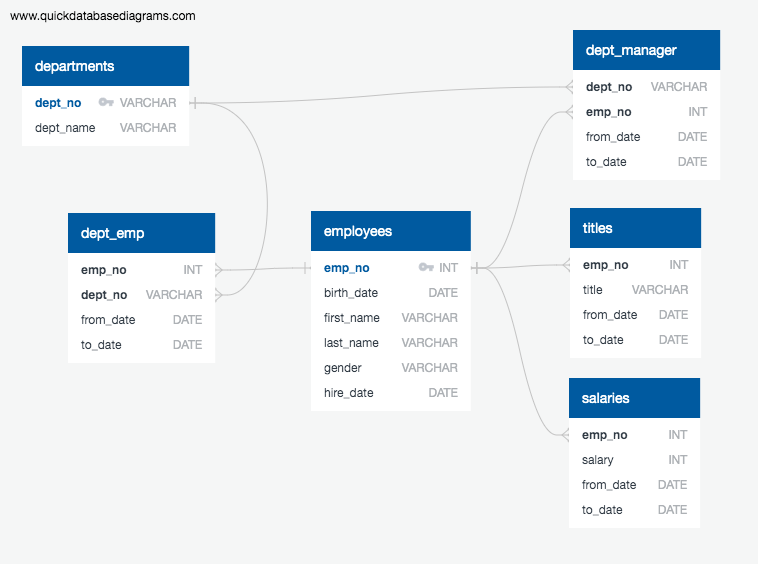 www.quickdatabasediagrams.com
departments
dept_no VARCHAR
dept_name VARCHAR
dept_manager
dept_no VARCHAR
emp_no INT
from_date DATE
to_date DATE
dept_emp
emp_no INT
dept_no VARCHAR
from_date DATE
to_date DATE
employees
emp_no INT
birth_date DATE
first_name VARCHAR
last_name VARCHAR
gender VARCHAR
hire_date DATE
titles
emp_no INT
title VARCHAR
from_date DATE
to_date DATE
salaries
emp_no INT
salary INT
from_date DATE
to_date DATE